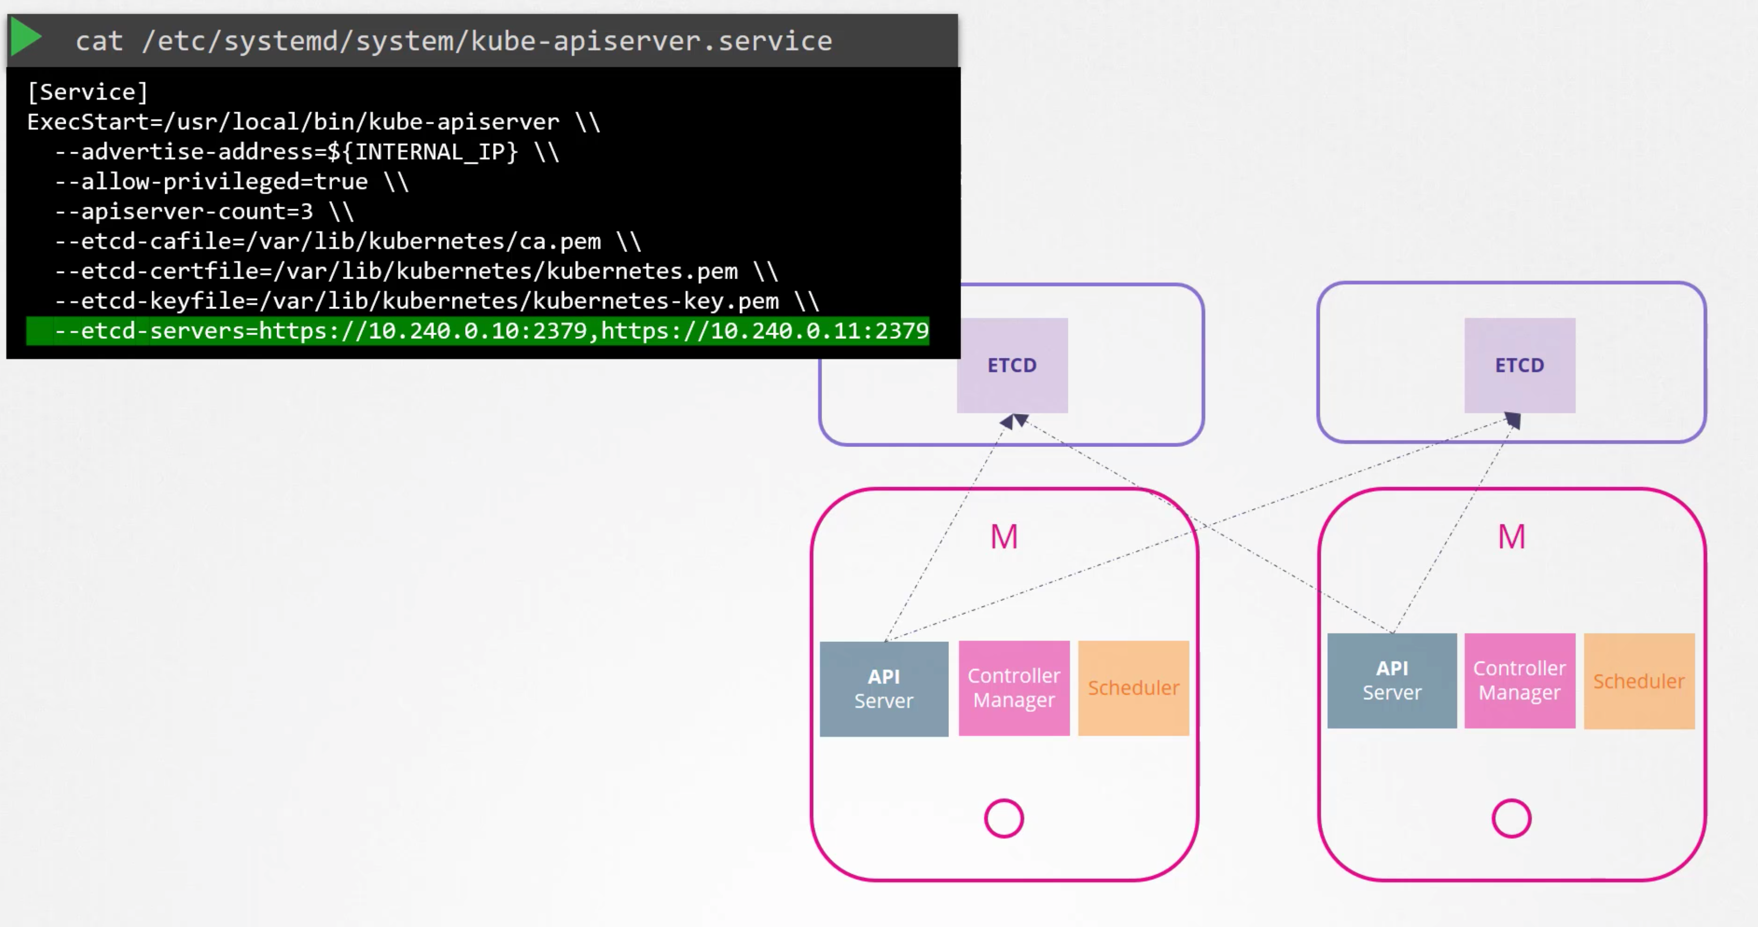 cat /etc/systemd/system/kube-apiserver.service
[Service]
ExecStart=/usr/local/bin/kube-apiserver \\
--advertise-address=${INTERNAL_IP} \\
--allow-privileged=true \\
--apiserver-count=3 \\
--etcd-cafile=/var/lib/kubernetes/ca.pem \\
--etcd-certfile=/var/lib/kubernetes/kubernetes.pem \\
--etcd-keyfile=/var/lib/kubernetes/kubernetes-key.pem \\
--etcd-servers=https://10.240.0.10:2379,https://10.240.0.11:2379
ETCD
ETCD
M
M
API
Server
Controller
Manager
Scheduler
API
Server
Controller
Manager
Scheduler